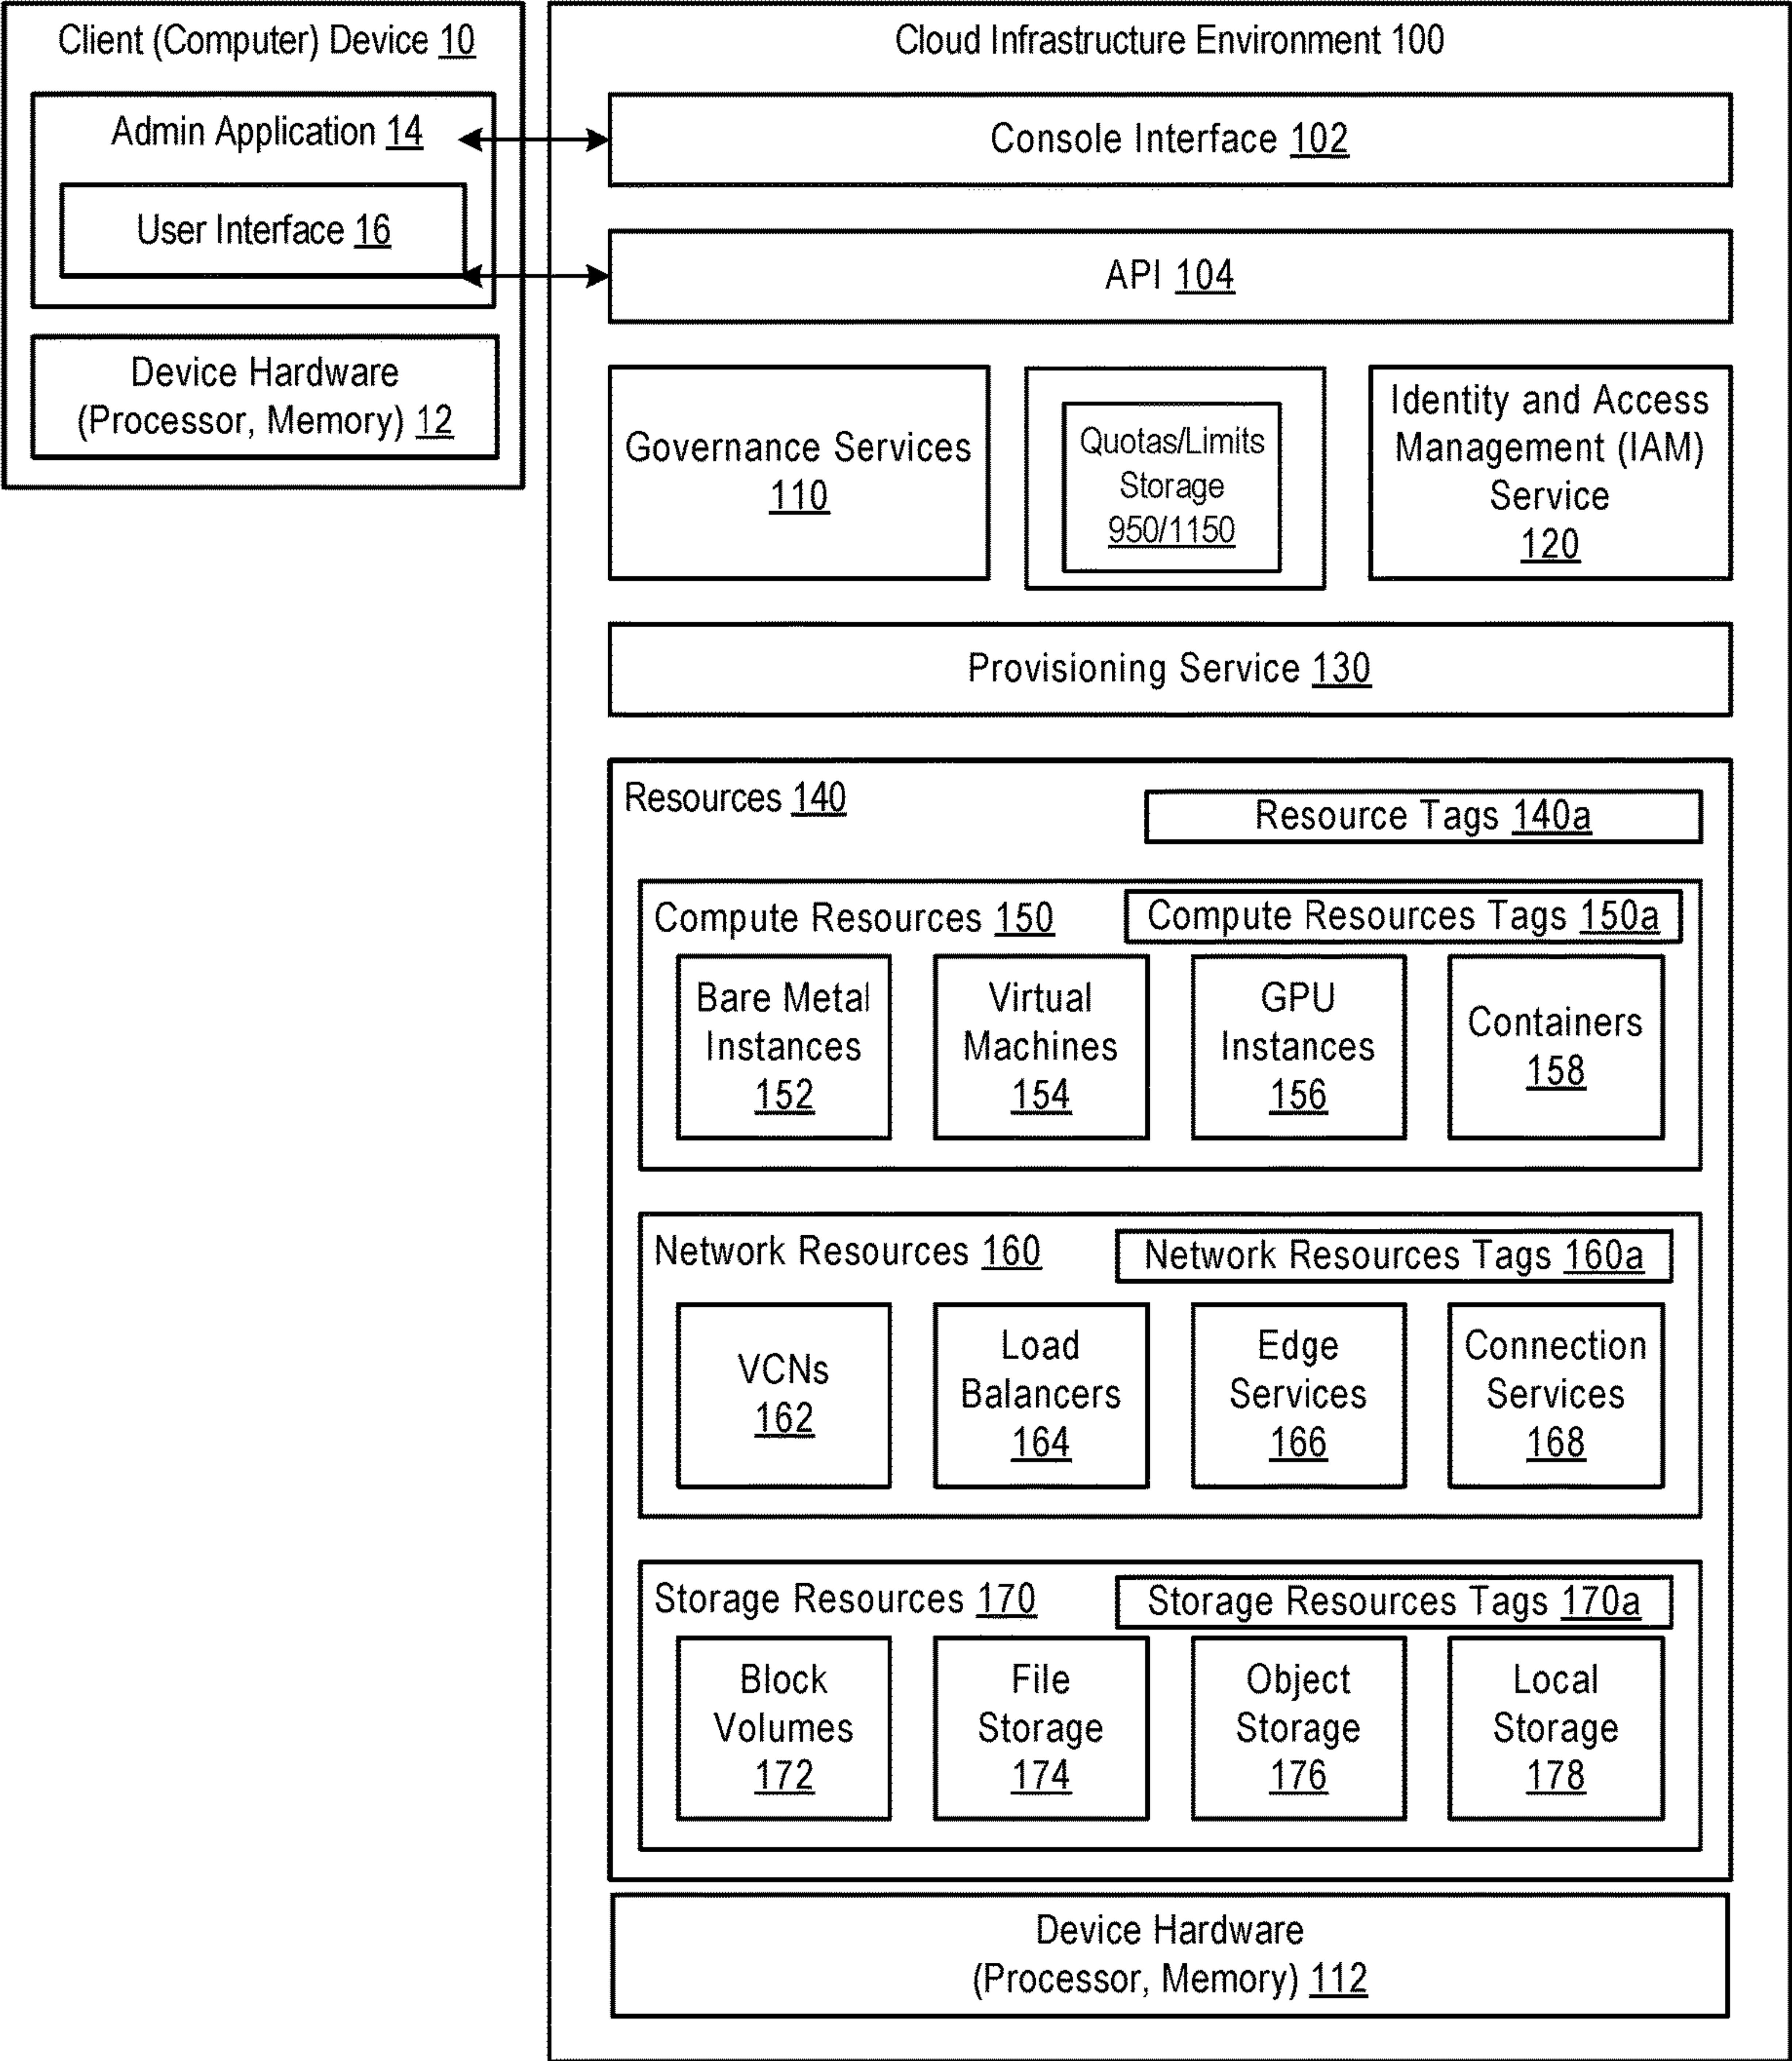 Client (Computer) Device 10
Admin Application 14
User Interface 16
Device Hardware
(Processor, Memory) 12
Cloud Infrastructure Environment 100
Console Interface 102
API 104
Governance Services
110
Quotas/Limits
Storage
950/1150
Identity and Access
Management (IAM)
Service
120
Provisioning Service 130
Resources 140
Resource Tags 140a
Compute Resources 150
Compute Resources Tags 150a
Bare Metal
Instances
152
Virtual
Machines
154
GPU
Instances
156
Containers
158
Network Resources 160
Network Resources Tags 160a
VCNs
162
Load
Balancers
164
Edge
Services
166
Connection
Services
168
Storage Resources 170
Storage Resources Tags 170a
Block
Volumes
172
File
Storage
174
Object
Storage
176
Local
Storage
178
Device Hardware
(Processor, Memory) 112